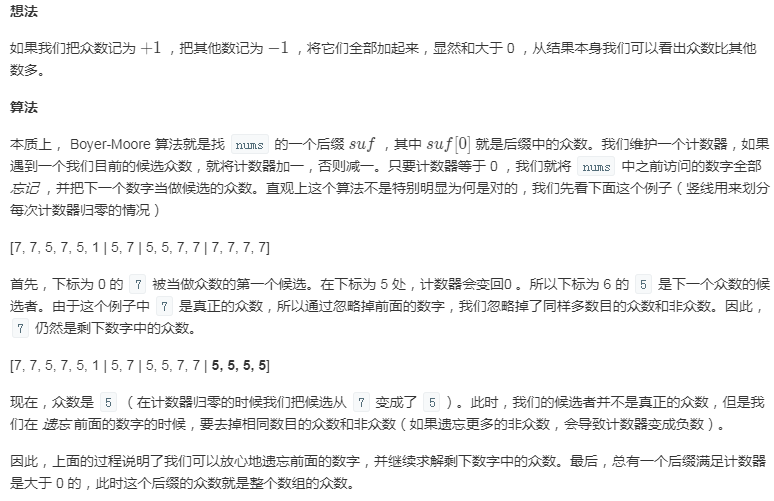 想法
如果我们把众数记为 +1 ，把其他数记为 −1 ，将它们全部加起来，显然和大于 0 ，从结果本身我们可以看出众数比其他
数多。
算法
本质上， Boyer-Moore 算法就是找 nums 的一个后缀 suf ，其中 suf[0] 就是后缀中的众数。我们维护一个计数器，如果
遇到一个我们目前的候选众数，就将计数器加一，否则减一。只要计数器等于 0 ，我们就将 nums 中之前访问的数字全部
忘记 ，并把下一个数字当做候选的众数。直观上这个算法不是特别明显为何是对的，我们先看下面这个例子（竖线用来划分
每次计数器归零的情况）
[7, 7, 5, 7, 5, 1 | 5, 7 | 5, 5, 7, 7 | 7, 7, 7, 7]
首先，下标为 0 的 7 被当做众数的第一个候选。在下标为 5 处，计数器会变回0 。所以下标为 6 的 5 是下一个众数的候
选者。由于这个例子中 7 是真正的众数，所以通过忽略掉前面的数字，我们忽略掉了同样多数目的众数和非众数。因此，
7 仍然是剩下数字中的众数。
[7, 7, 5, 7, 5, 1 | 5, 7 | 5, 5, 7, 7 | 5, 5, 5, 5]
现在，众数是 5 （在计数器归零的时候我们把候选从 7 变成了 5 ）。此时，我们的候选者并不是真正的众数，但是我
们在 遗忘 前面的数字的时候，要去掉相同数目的众数和非众数（如果遗忘更多的非众数，会导致计数器变成负数）。
因此，上面的过程说明了我们可以放心地遗忘前面的数字，并继续求解剩下数字中的众数。最后，总有一个后缀满足计数器
是大于 0 的，此时这个后缀的众数就是整个数组的众数。